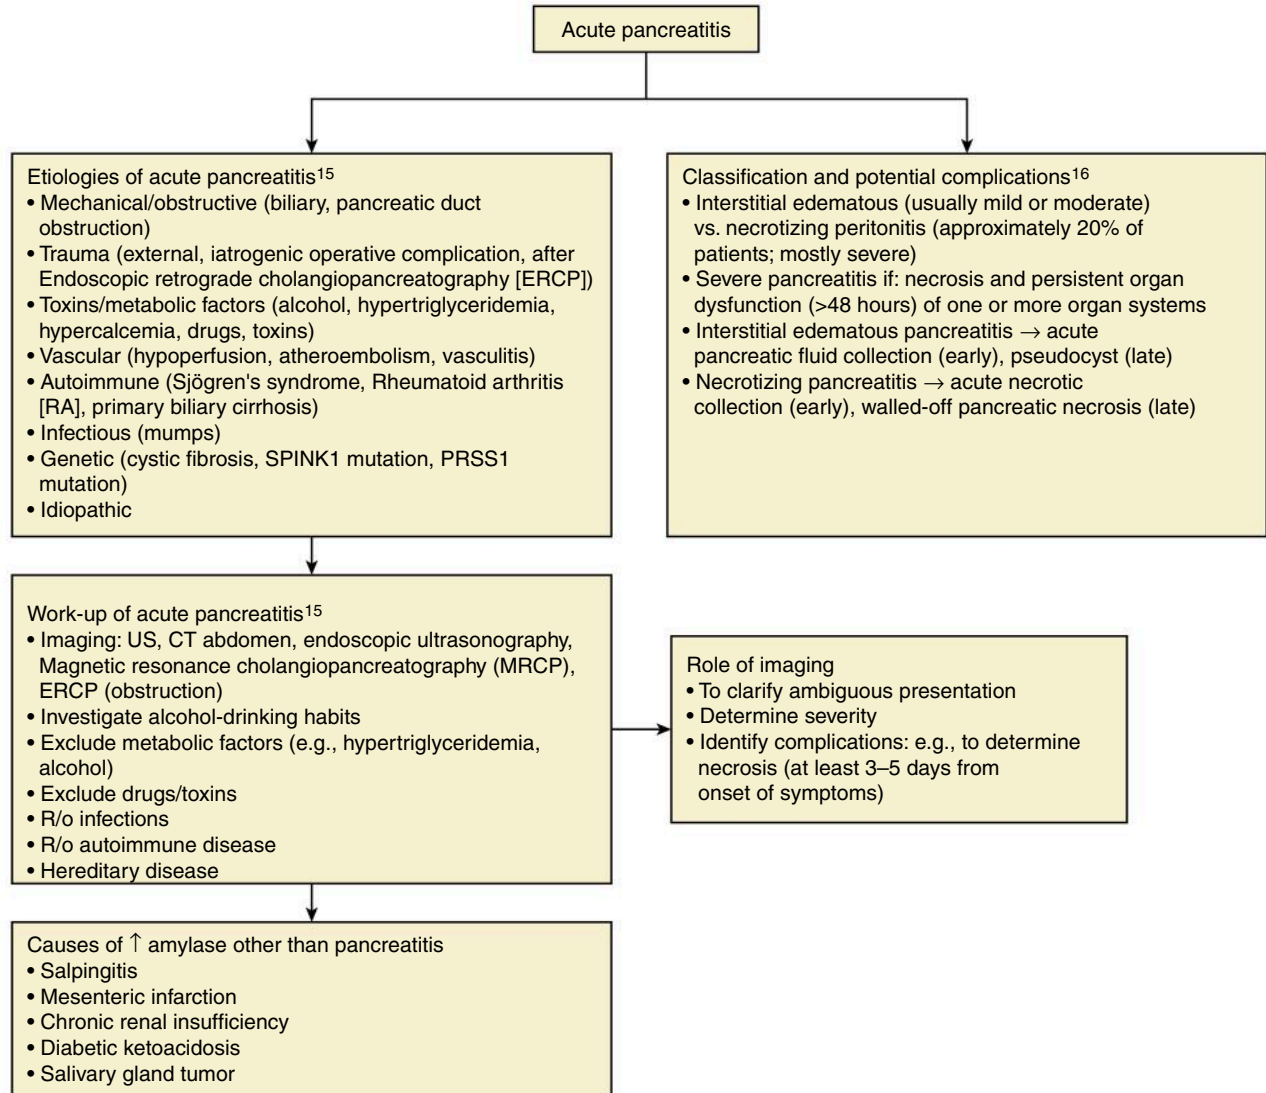 Acute pancreatitis
Etiologies of acute pancreatitis15
• Mechanical/obstructive (biliary, pancreatic duct
obstruction)
• Trauma (external, iatrogenic operative complication, after
Endoscopic retrograde cholangiopancreatography [ERCP])
• Toxins/metabolic factors (alcohol, hypertriglyceridemia,
hypercalcemia, drugs, toxins)
• Vascular (hypoperfusion, atheroembolism, vasculitis)
• Autoimmune (Sjögren's syndrome, Rheumatoid arthritis
[RA], primary biliary cirrhosis)
• Infectious (mumps)
• Genetic (cystic fibrosis, SPINK1 mutation, PRSS1
mutation)
• Idiopathic
Classification and potential complications16
• Interstitial edematous (usually mild or moderate)
vs. necrotizing peritonitis (approximately 20% of
patients; mostly severe)
• Severe pancreatitis if: necrosis and persistent organ
dysfunction (>48 hours) of one or more organ systems
• Interstitial edematous pancreatitis → acute
pancreatic fluid collection (early), pseudocyst (late)
• Necrotizing pancreatitis → acute necrotic
collection (early), walled-off pancreatic necrosis (late)
Work-up of acute pancreatitis15
• Imaging: US, CT abdomen, endoscopic ultrasonography,
Magnetic resonance cholangiopancreatography (MRCP),
ERCP (obstruction)
• Investigate alcohol-drinking habits
• Exclude metabolic factors (e.g., hypertriglyceridemia,
alcohol)
• Exclude drugs/toxins
• R/o infections
• R/o autoimmune disease
• Hereditary disease
Role of imaging
• To clarify ambiguous presentation
• Determine severity
• Identify complications: e.g., to determine
necrosis (at least 3–5 days from
onset of symptoms)
Causes of ↑ amylase other than pancreatitis
• Salpingitis
• Mesenteric infarction
• Chronic renal insufficiency
• Diabetic ketoacidosis
• Salivary gland tumor